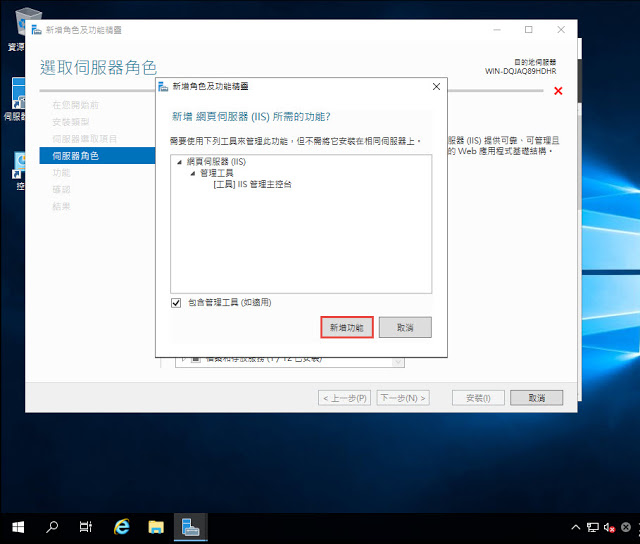 資源
伺服器
控
新增角色及功能精靈
選取伺服器角色
目的地伺服器
WIN-DQJAQ89HDHR
在您開始前
安裝類型
伺服器選取項目
伺服器角色
功能
確認
結果
服器 (IIS) 提供可靠、可管理且
的 Web 應用程式基礎結構。
新增角色及功能精靈
新增 網頁伺服器 (IIS) 所需的功能?
需要使用下列工具來管理此功能，但不需將它安裝在相同伺服器上。
網頁伺服器 (IIS)
管理工具
[工具] IIS 管理主控台
包含管理工具 (如適用)
新增功能
取消
檔案和存放服務 (1 / 12 已安裝)
< 上一步(P)
下一步(N) >
安裝(I)
取消